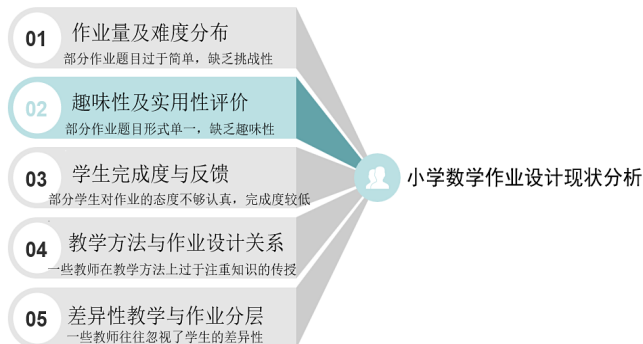 01
作业量及难度分布
部分作业题目过于简单，缺乏挑战性
02
趣味性及实用性评价
部分作业题目形式单一，缺乏趣味性
03
学生完成度与反馈
部分学生对作业的态度不够认真，完成度较低
04
教学方法与作业设计关系
一些教师在教学方法上过于注重知识的传授
05
差异性教学与作业分层
一些教师往往忽视了学生的差异性
小学数学作业设计现状分析